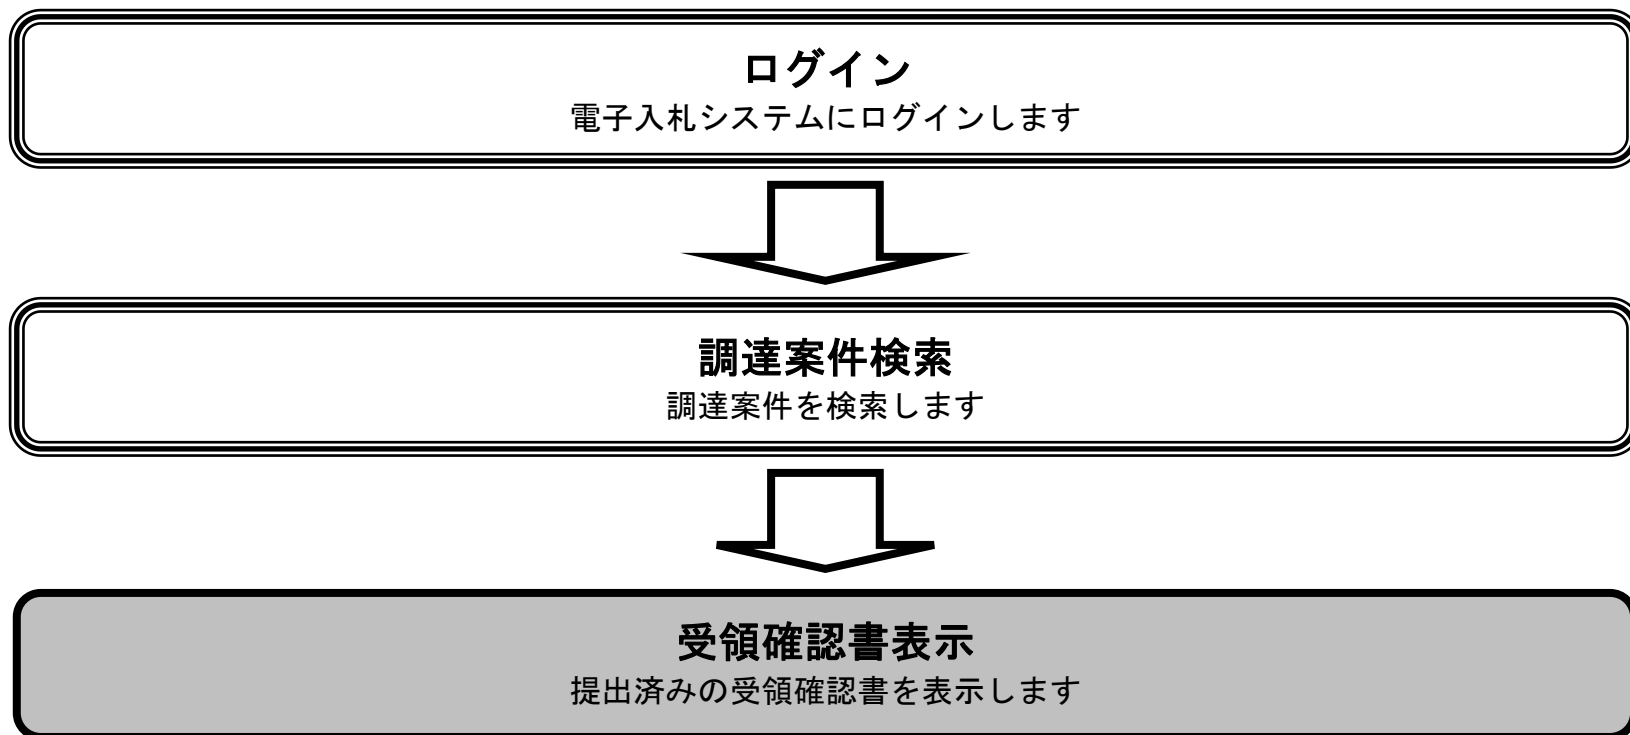 ログイン
電子入札システムにログインします
調達案件検索
調達案件を検索します
受領確認書表示
提出済みの受領確認書を表示します